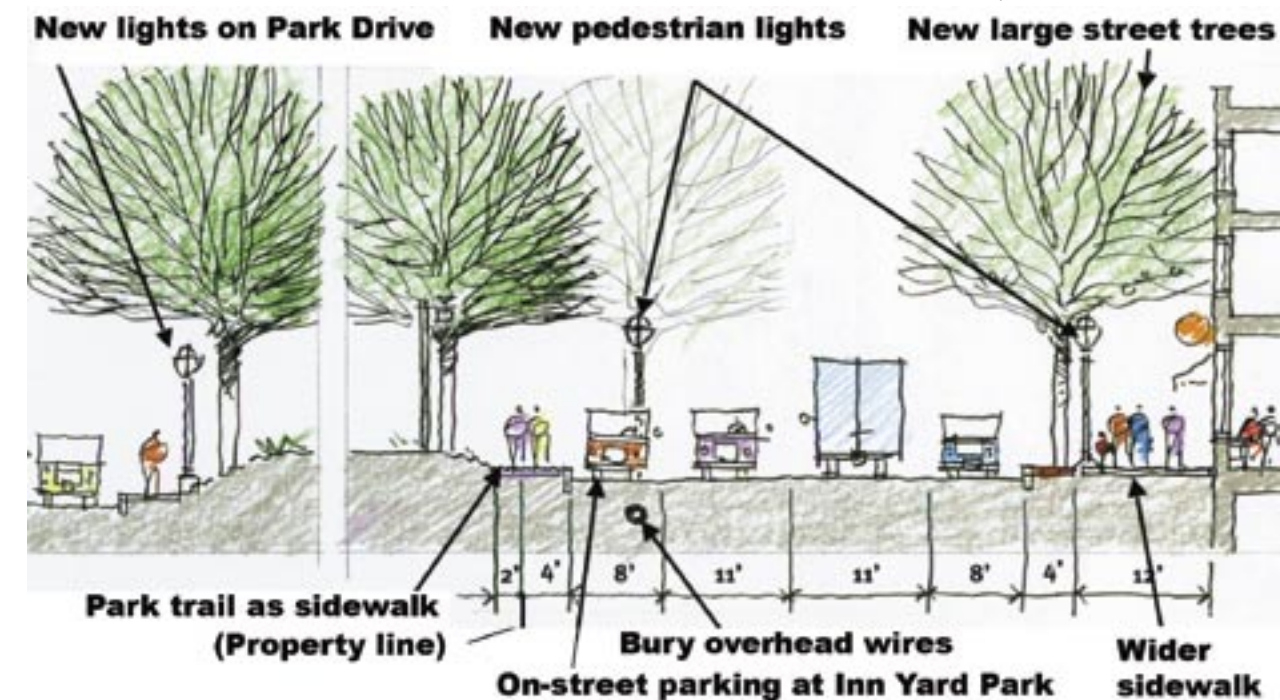 New lights on Park Drive
New pedestrian lights
New large street trees
2' 4' 8' 11' 11' 8' 4' 12'
Park trail as sidewalk
(Property line)
Bury overhead wires
On-street parking at Inn Yard Park
Wider
sidewalk